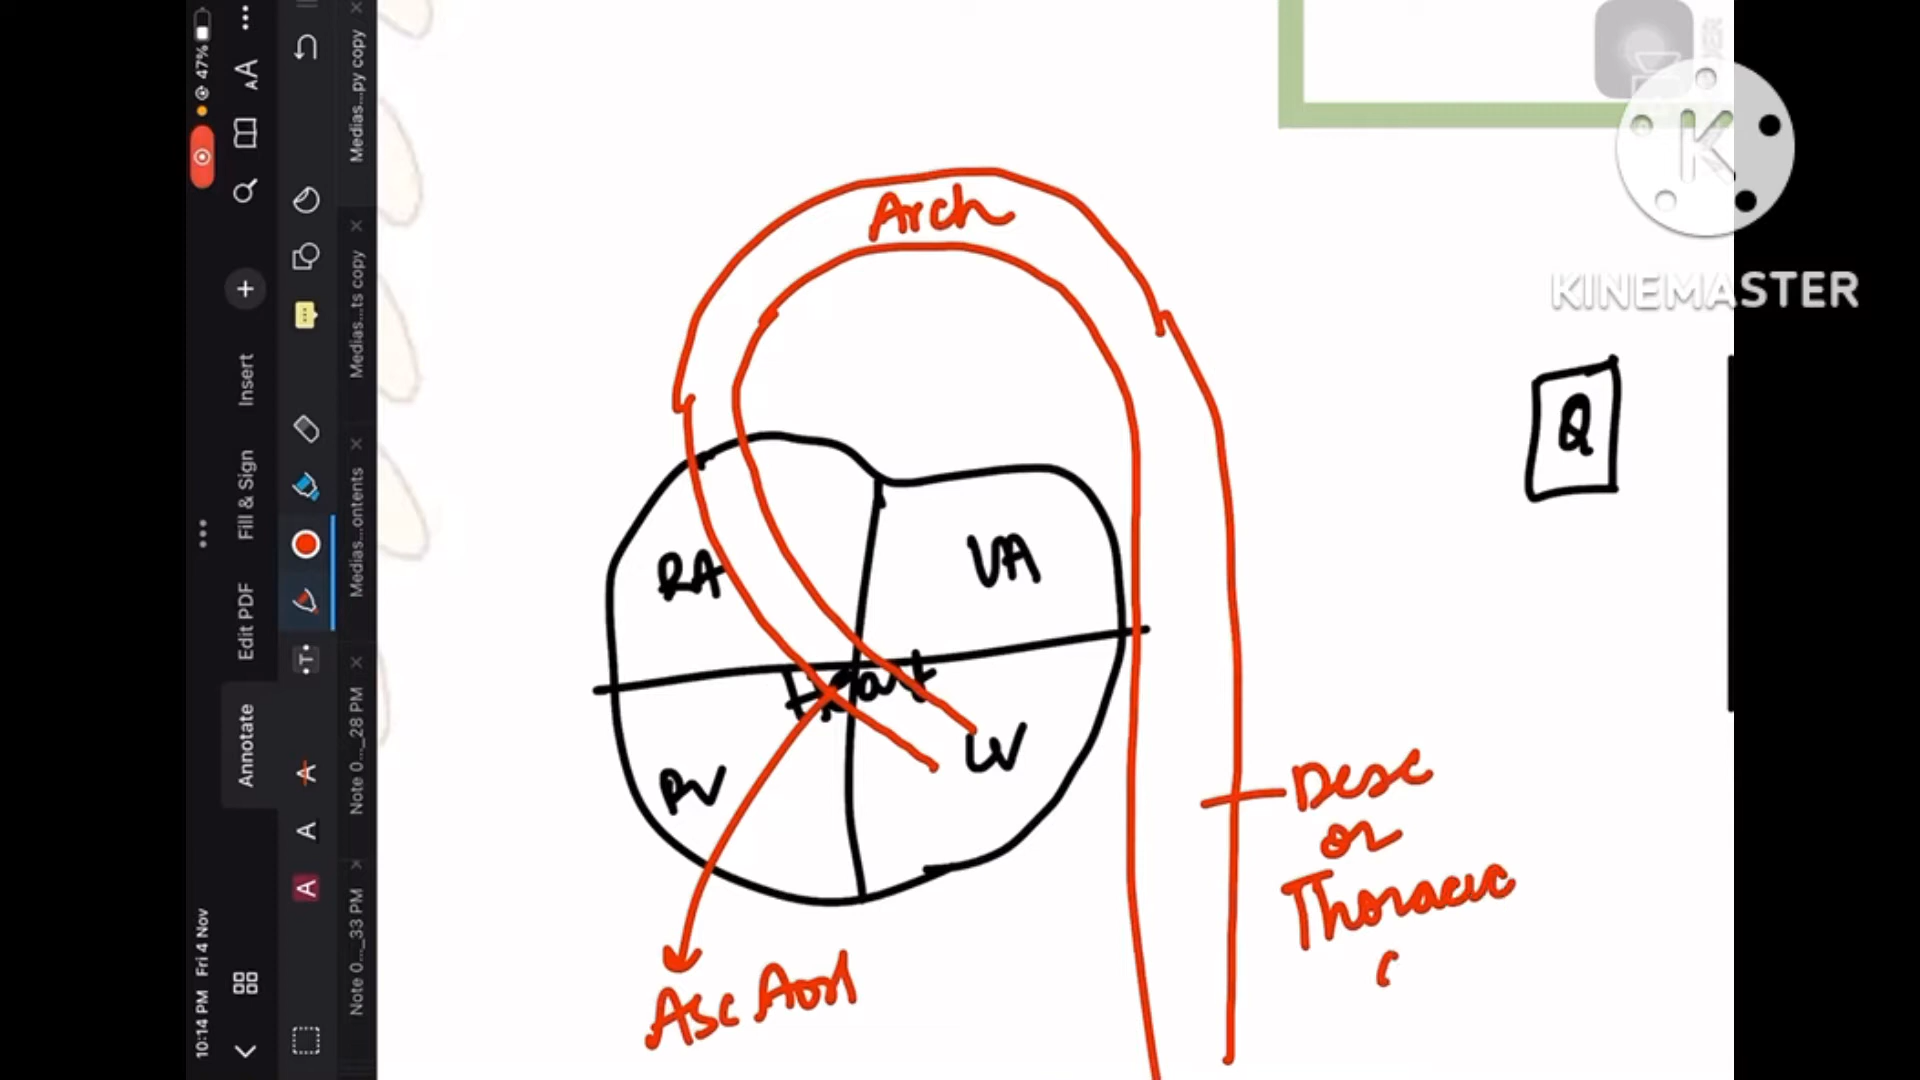 Arch
KINEMASTER
Q
RA
VA
Heart
RV
LV
Desc
or
Thoracic
Asc Aort
47%
Medias...py copy
Medias...ts copy
Medias...ontents
Note 0..._28 PM
Note 0..._33 PM
AA
Insert
Fill & Sign
Edit PDF
Annotate
T
A
A
A
10:14 PM Fri 4 Nov
K